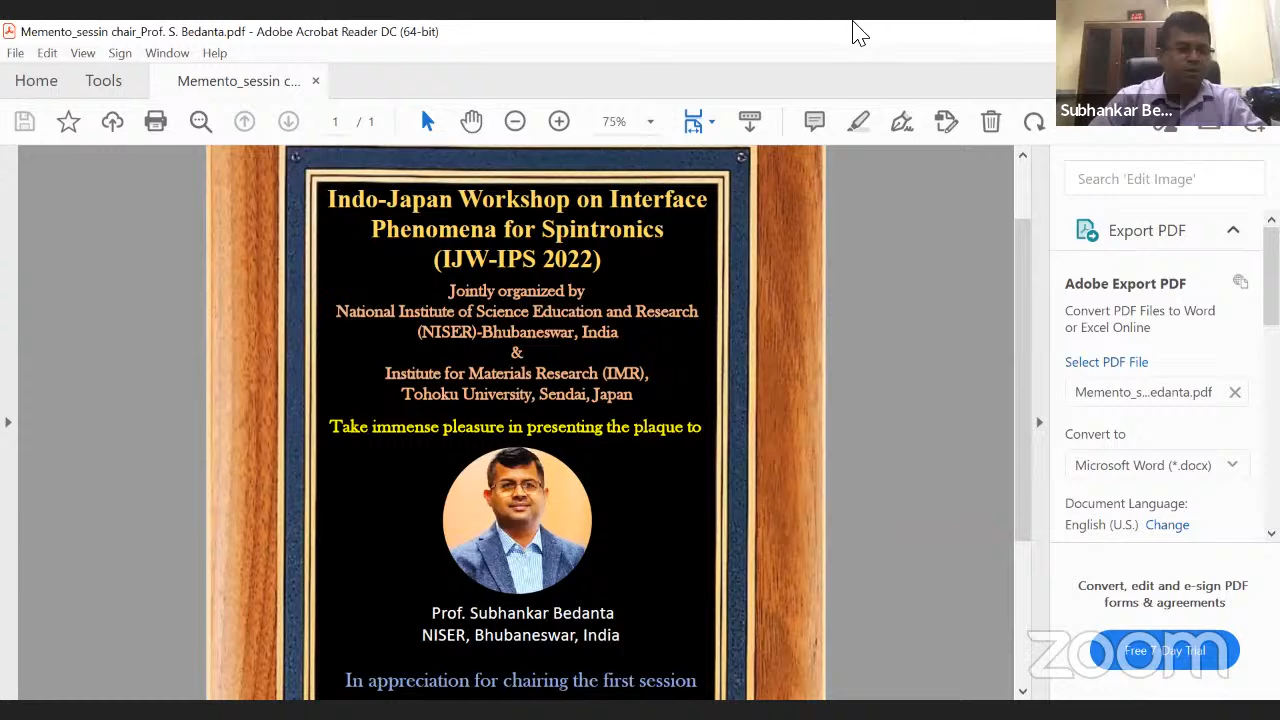 Memento_sessin chair_Prof. S. Bedanta.pdf - Adobe Acrobat Reader DC (64-bit)
File Edit View Sign Window Help
Home Tools Memento_sessin c... ×
1 / 1 75%
Subhankar Be...
Indo-Japan Workshop on Interface
Phenomena for Spintronics
(IJW-IPS 2022)
Jointly organized by
National Institute of Science Education and Research
(NISER)-Bhubaneswar, India
&
Institute for Materials Research (IMR),
Tohoku University, Sendai, Japan
Take immense pleasure in presenting the plaque to
Prof. Subhankar Bedanta
NISER, Bhubaneswar, India
In appreciation for chairing the first session
Search 'Edit Image'
Export PDF
Adobe Export PDF
Convert PDF Files to Word
or Excel Online
Select PDF File
Memento_s...edanta.pdf
Convert to
Microsoft Word (*.docx)
Document Language:
English (U.S.) Change
Convert, edit and e-sign PDF
forms & agreements
Free 7-Day Trial
zoom